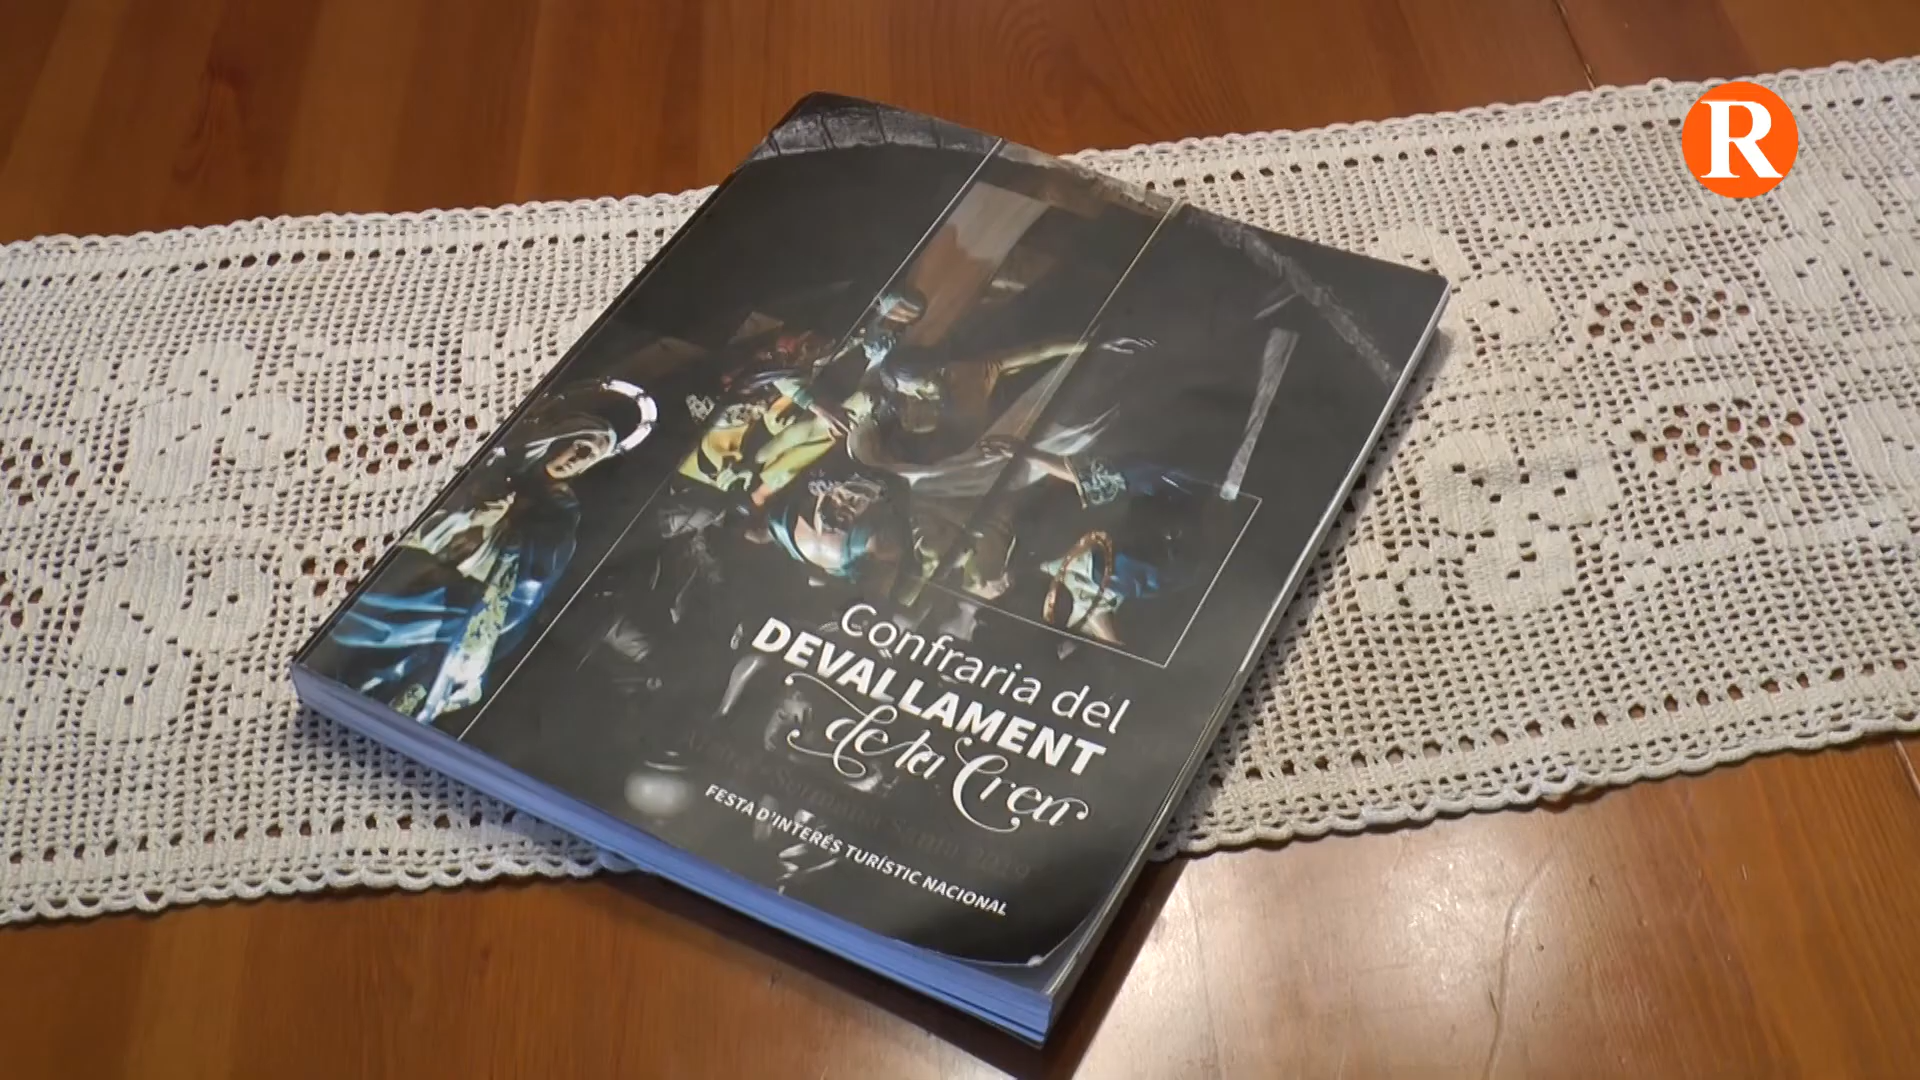 R
Confraria del
DEVALLAMENT
de la Creu
FESTA D'INTERÉS TURÍSTIC NACIONAL